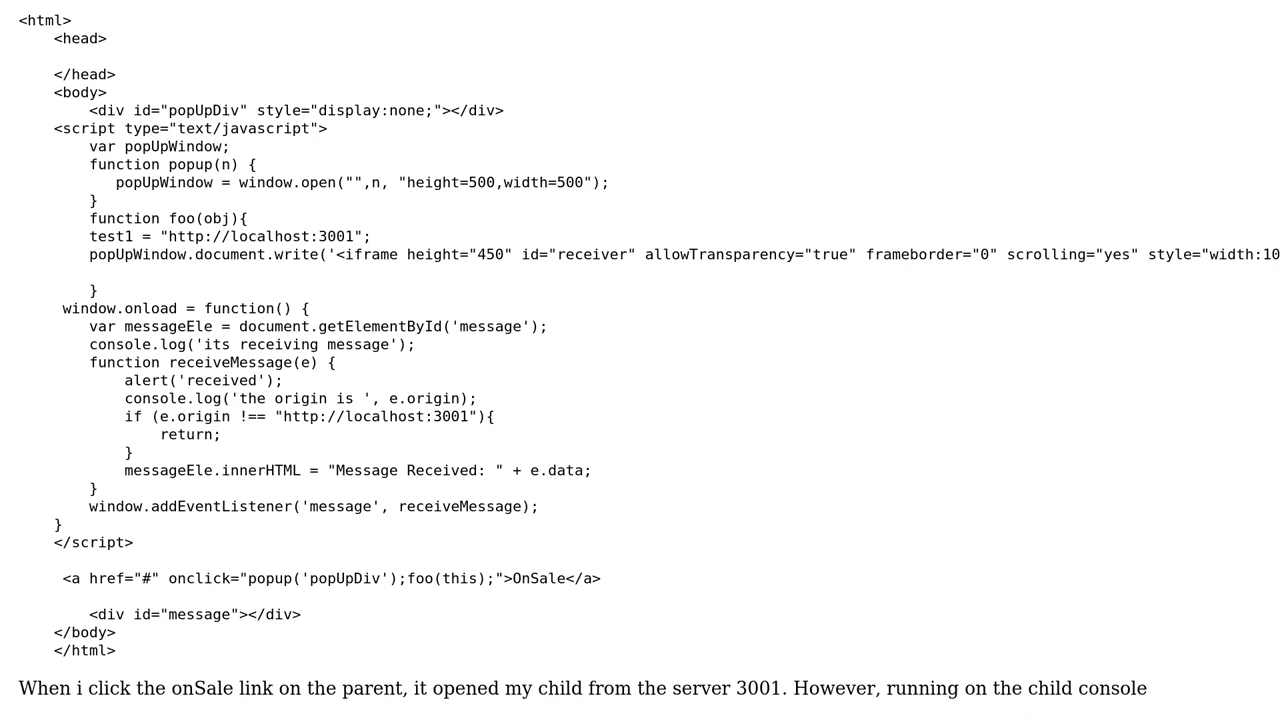 <html>
    <head>
    </head>
    <body>
        <div id="popUpDiv" style="display:none;"></div>
    <script type="text/javascript">
        var popUpWindow;
        function popup(n) {
           popUpWindow = window.open("",n, "height=500,width=500");
        }
        function foo(obj){
        test1 = "http://localhost:3001";
        popUpWindow.document.write('<iframe height="450" id="receiver" allowTransparency="true" frameborder="0" scrolling="yes" style="width:10
        }
     window.onload = function() {
        var messageEle = document.getElementById('message');
        console.log('its receiving message');
        function receiveMessage(e) {
            alert('received');
            console.log('the origin is ', e.origin);
            if (e.origin !== "http://localhost:3001"){
                return;
            }
            messageEle.innerHTML = "Message Received: " + e.data;
        }
        window.addEventListener('message', receiveMessage);
    }
    </script>
     <a href="#" onclick="popup('popUpDiv');foo(this);">OnSale</a>
        <div id="message"></div>
    </body>
    </html>
When i click the onSale link on the parent, it opened my child from the server 3001. However, running on the child console